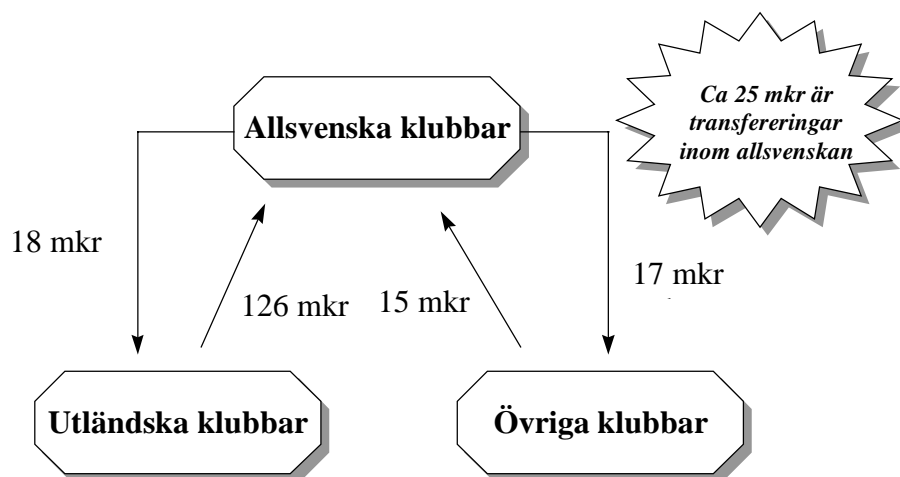 Allsvenska klubbar
Ca 25 mkr är
transfereringar
inom allsvenskan
18 mkr
126 mkr
15 mkr
17 mkr
Utländska klubbar
Övriga klubbar